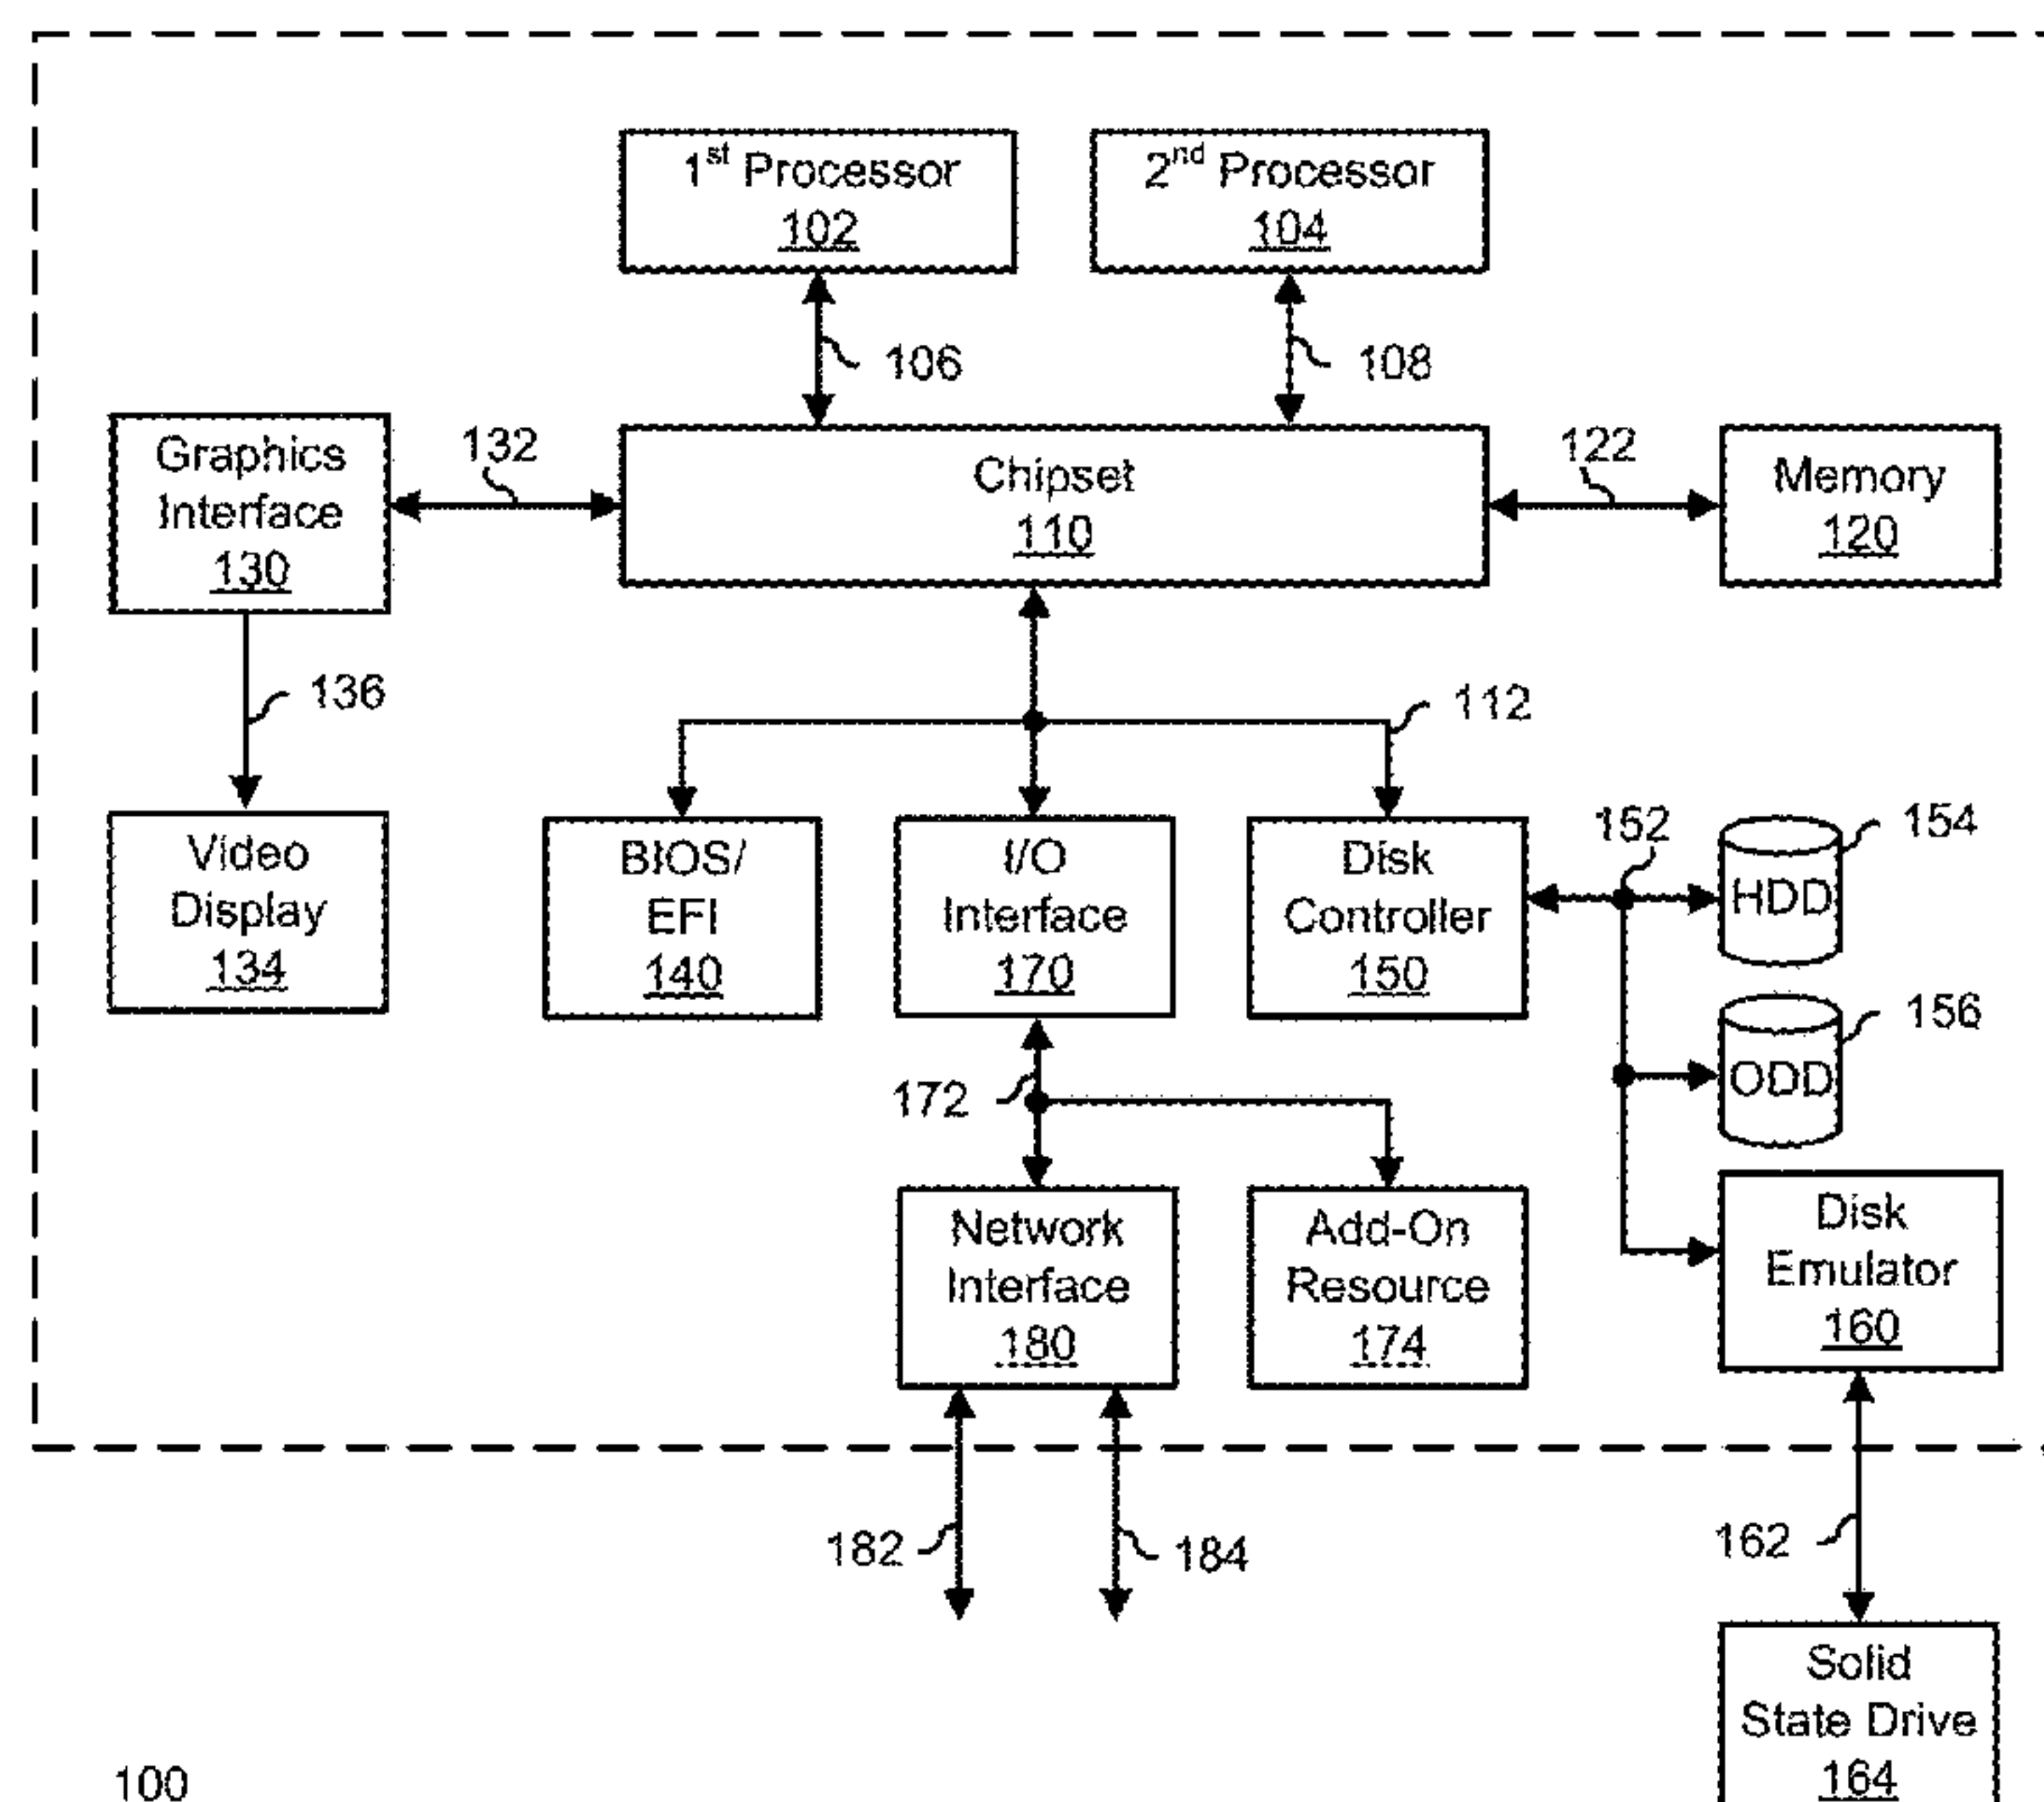 1st Processor
102
2nd Processor
104
106
108
Graphics
Interface
130
132
Chipset
110
122
Memory
120
136
112
Video
Display
134
BIOS/
EFI
140
I/O
Interface
170
Disk
Controller
150
152
HDD
154
ODD
156
172
Network
Interface
180
Add-On
Resource
174
Disk
Emulator
160
182
184
162
Solid
State Drive
164
100